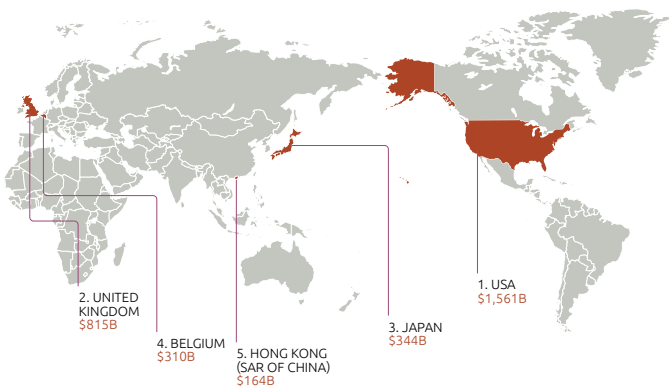 1. USA
$1,561B
2. UNITED
KINGDOM
$815B
3. JAPAN
$344B
4. BELGIUM
$310B
5. HONG KONG
(SAR OF CHINA)
$164B